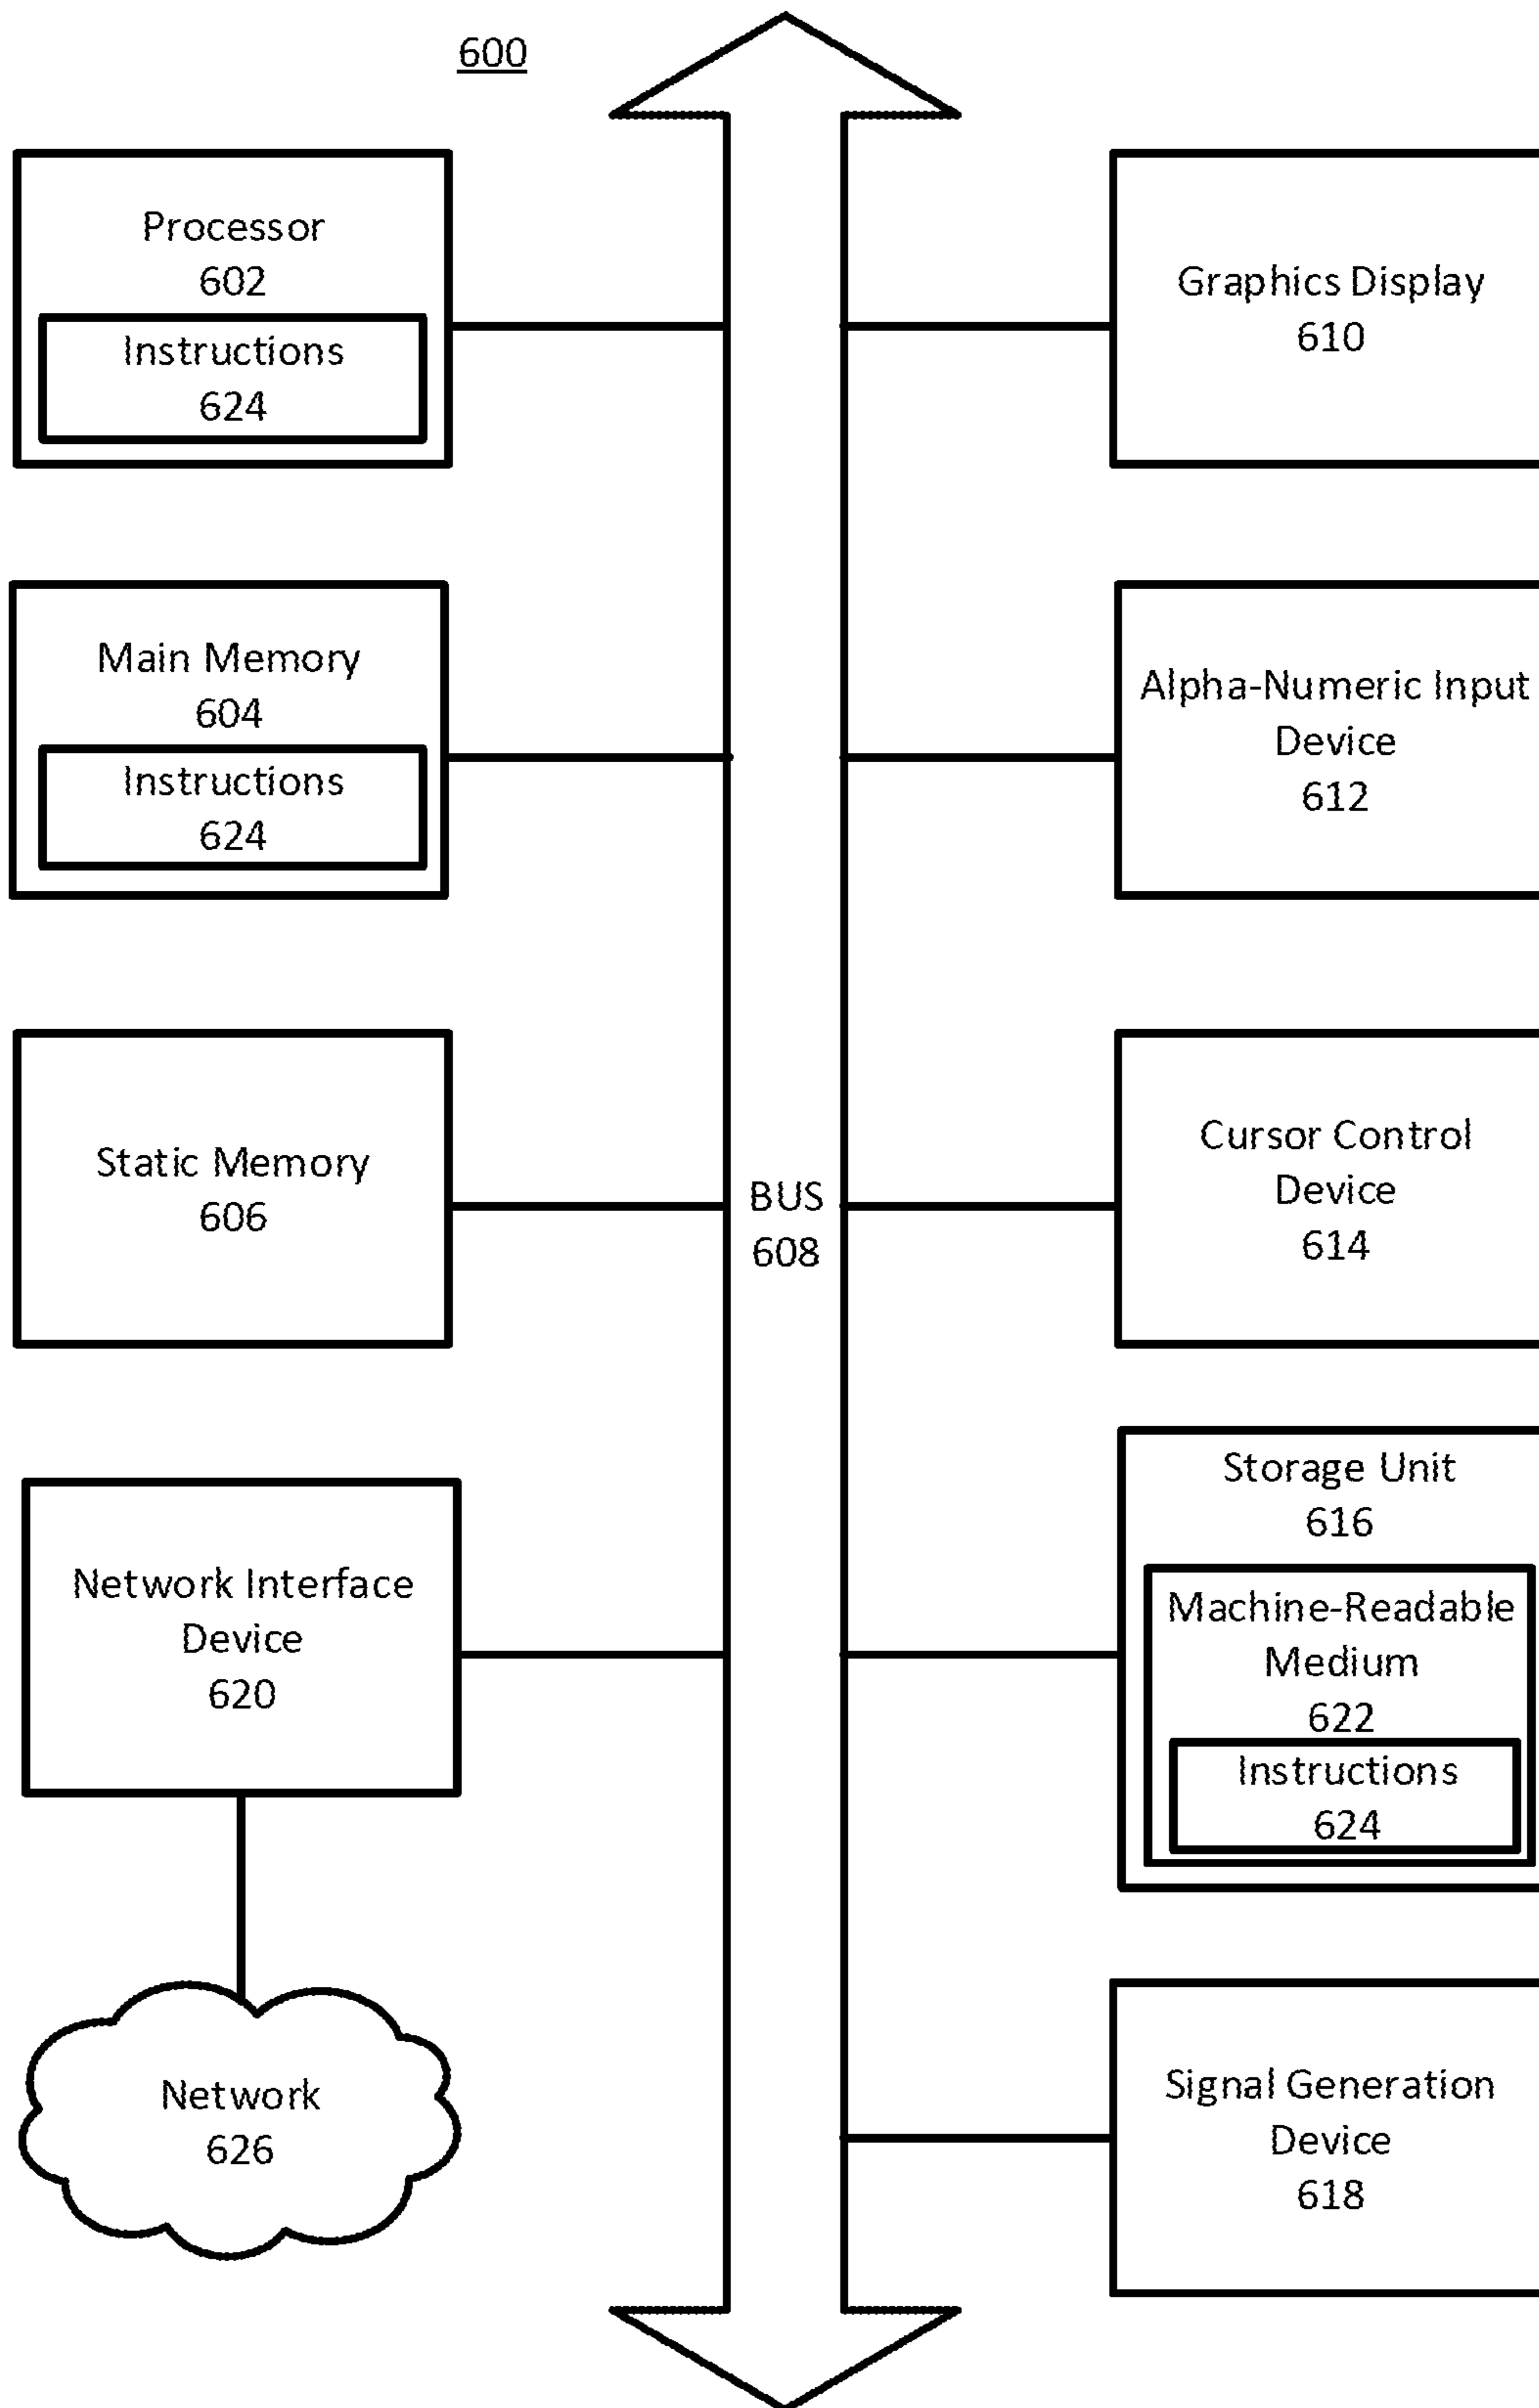 600
Processor
602
Instructions
624
Main Memory
604
Instructions
624
Static Memory
606
Network Interface
Device
620
Network
626
BUS
608
Graphics Display
610
Alpha-Numeric Input
Device
612
Cursor Control
Device
614
Storage Unit
616
Machine-Readable
Medium
622
Instructions
624
Signal Generation
Device
618